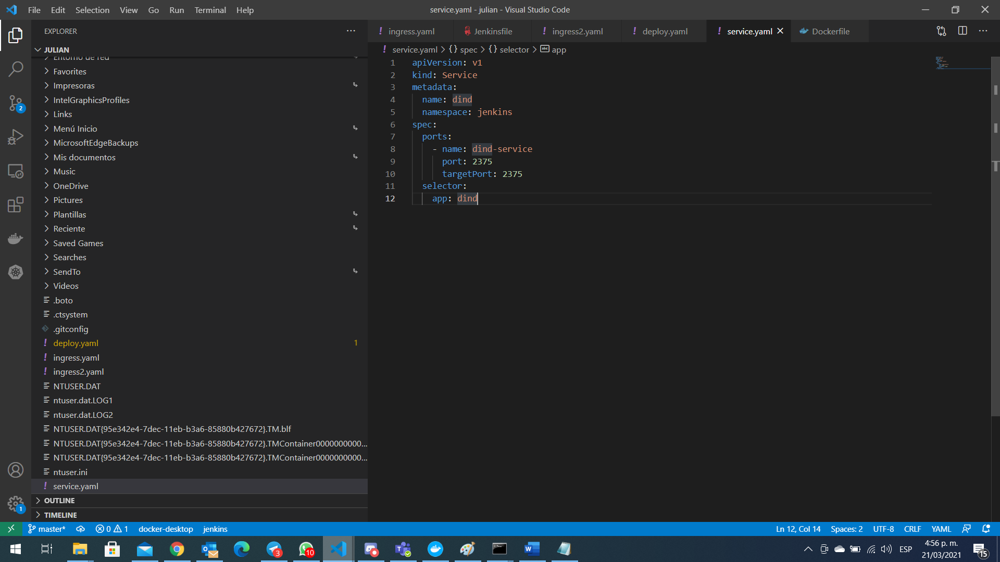 File Edit Selection View Go Run Terminal Help
service.yaml - julian - Visual Studio Code
EXPLORER
JULIAN
Entorno de red
Favorites
Impresoras
IntelGraphicsProfiles
Links
Menú Inicio
MicrosoftEdgeBackups
Mis documentos
Music
OneDrive
Pictures
Plantillas
Reciente
Saved Games
Searches
SendTo
Videos
.boto
.ctsystem
.gitconfig
deploy.yaml 1
ingress.yaml
ingress2.yaml
NTUSER.DAT
ntuser.dat.LOG1
ntuser.dat.LOG2
NTUSER.DAT{95e342e4-7dec-11eb-b3a6-85880b427672}.TM.blf
NTUSER.DAT{95e342e4-7dec-11eb-b3a6-85880b427672}.TMContainer0000000000...
NTUSER.DAT{95e342e4-7dec-11eb-b3a6-85880b427672}.TMContainer0000000000...
ntuser.ini
service.yaml
OUTLINE
TIMELINE
2
1
ingress.yaml Jenkinsfile ingress2.yaml deploy.yaml service.yaml Dockerfile
service.yaml > {} spec > {} selector > abc app
1 apiVersion: v1
2 kind: Service
3 metadata:
4 name: dind
5 namespace: jenkins
6 spec:
7 ports:
8 - name: dind-service
9 port: 2375
10 targetPort: 2375
11 selector:
12 app: dind
master* 0 1 docker-desktop jenkins
Ln 12, Col 14 Spaces: 2 UTF-8 CRLF YAML
3
10
ESP
4:56 p. m.
21/03/2021
15